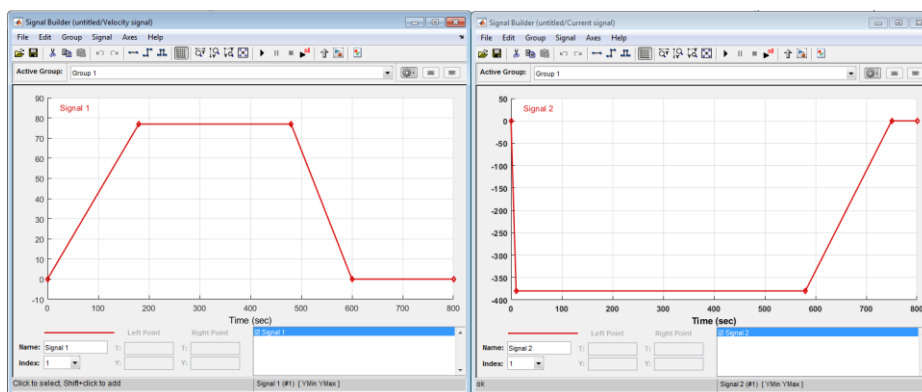 Signal Builder (untitled/Velocity signal)
File Edit Group Signal Axes Help
Active Group: Group 1
Signal 1
90
80
70
60
50
40
30
20
10
0
-10
0 100 200 300 400 500 600 700 800
Time (sec)
Left Point Right Point
Name: Signal 1 T: T:
Index: 1 Y: Y:
Signal 1
Click to select, Shift+click to add Signal 1 (#1) [ YMin YMax ]
Signal Builder (untitled/Current signal)
File Edit Group Signal Axes Help
Active Group: Group 1
Signal 2
50
0
-50
-100
-150
-200
-250
-300
-350
-400
0 100 200 300 400 500 600 700 800
Time (sec)
Left Point Right Point
Name: Signal 2 T: T:
Index: 1 Y: Y:
Signal 2
ok Signal 2 (#1) [ YMin YMax ]